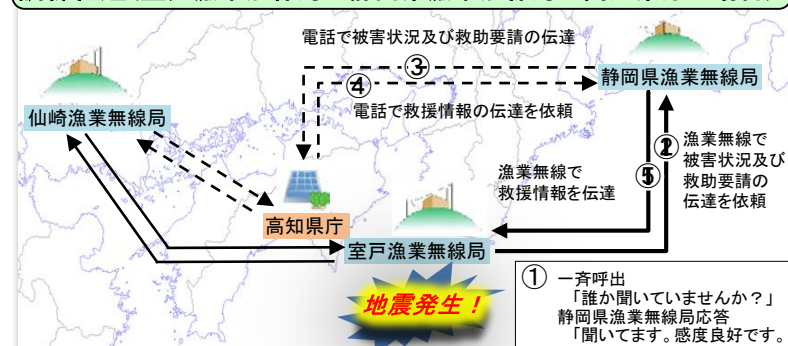 電話で被害状況及び救助要請の伝達
③
④
電話で救援情報の伝達を依頼
静岡県漁業無線局
仙崎漁業無線局
②
漁業無線で
被害状況及び
救助要請の
伝達を依頼
漁業無線で
救援情報を伝達
⑤
高知県庁
室戸漁業無線局
地震発生！
① 一斉呼出
「誰か聞いていませんか？」
静岡県漁業無線局応答
「聞いてます。感度良好です。